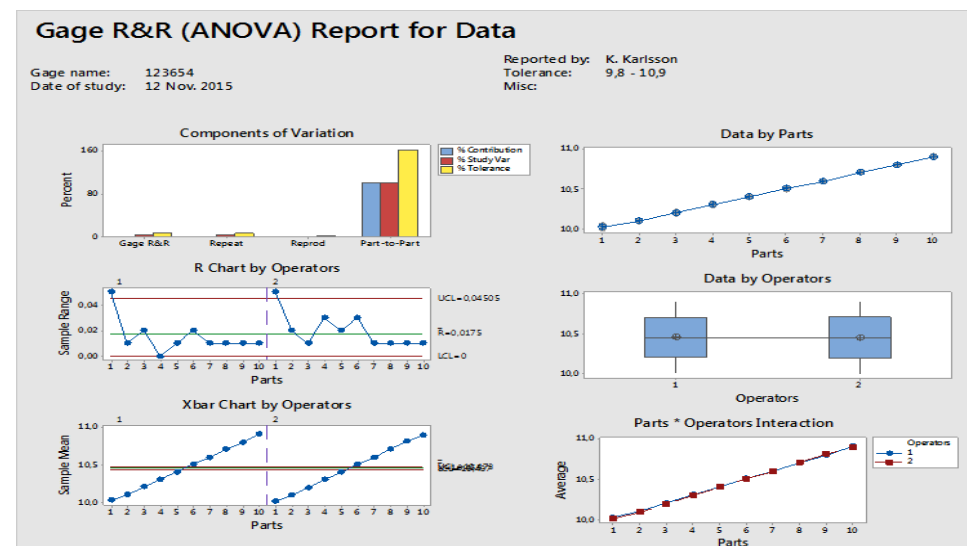 Gage R&R (ANOVA) Report for Data
Gage name: 123654
Date of study: 12 Nov. 2015
Reported by: K. Karlsson
Tolerance: 9,8 - 10,9
Misc:
Components of Variation
160
80
0
Percent
Gage R&R Repeat Reprod Part-to-Part
% Contribution
% Study Var
% Tolerance
Data by Parts
11,0
10,5
10,0
1 2 3 4 5 6 7 8 9 10
Parts
R Chart by Operators
1 2
0,04
0,02
0,00
Sample Range
UCL=0,04505
R=0,0175
LCL=0
1 2 3 4 5 6 7 8 9 10 1 2 3 4 5 6 7 8 9 10
Parts
Data by Operators
11,0
10,5
10,0
1 2
Operators
Xbar Chart by Operators
1 2
11,0
10,5
10,0
Sample Mean
1 2 3 4 5 6 7 8 9 10 1 2 3 4 5 6 7 8 9 10
Parts
Parts * Operators Interaction
11,0
10,5
10,0
Average
1 2 3 4 5 6 7 8 9 10
Parts
Operators
1
2